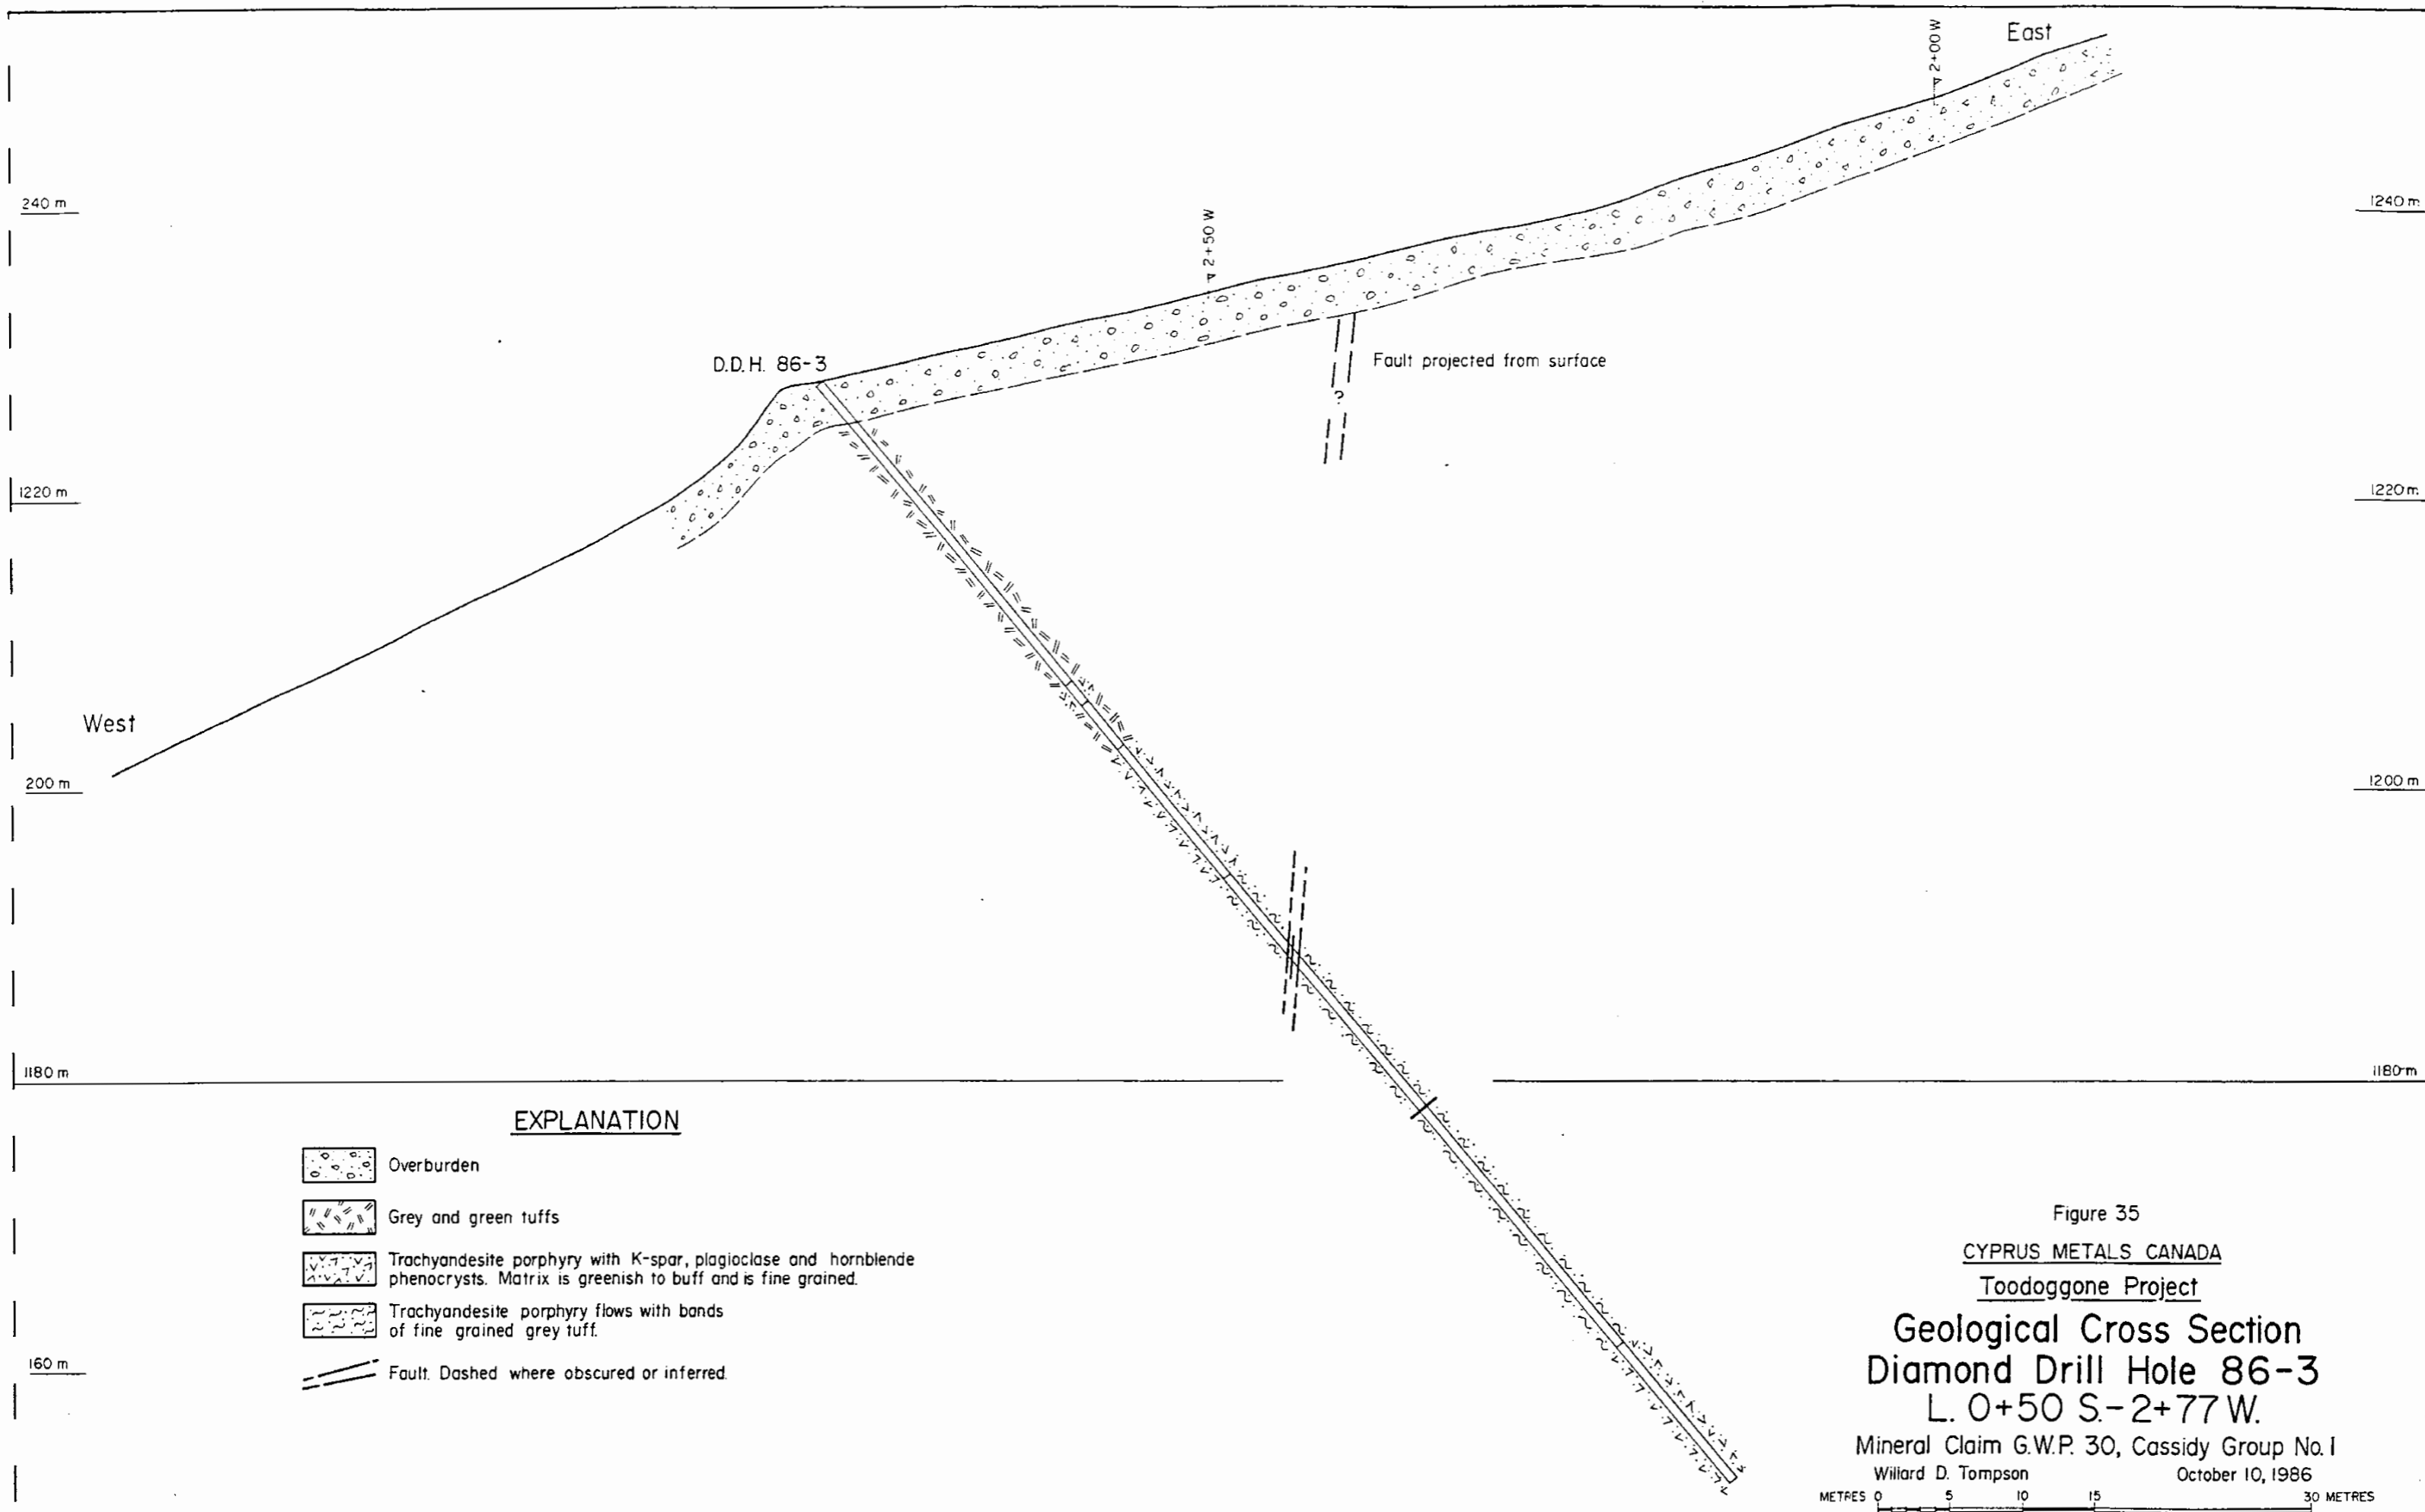 East
2+00 W
240 m
1240 m.
2+50 W
D.D.H. 86-3
Fault projected from surface
?
1220 m
1220 m.
West
200 m
1200 m
1180 m
1180 m
EXPLANATION
Overburden
Grey and green tuffs
Trachyandesite porphyry with K-spar, plagioclase and hornblende
phenocrysts. Matrix is greenish to buff and is fine grained.
Trachyandesite porphyry flows with bands
of fine grained grey tuff.
160 m
Fault. Dashed where obscured or inferred.
Figure 35
CYPRUS METALS CANADA
Toodoggone Project
Geological Cross Section
Diamond Drill Hole 86-3
L. 0+50 S.-2+77 W.
Mineral Claim G.W.P. 30, Cassidy Group No. 1
Willard D. Tompson October 10, 1986
METRES 0 5 10 15 30 METRES